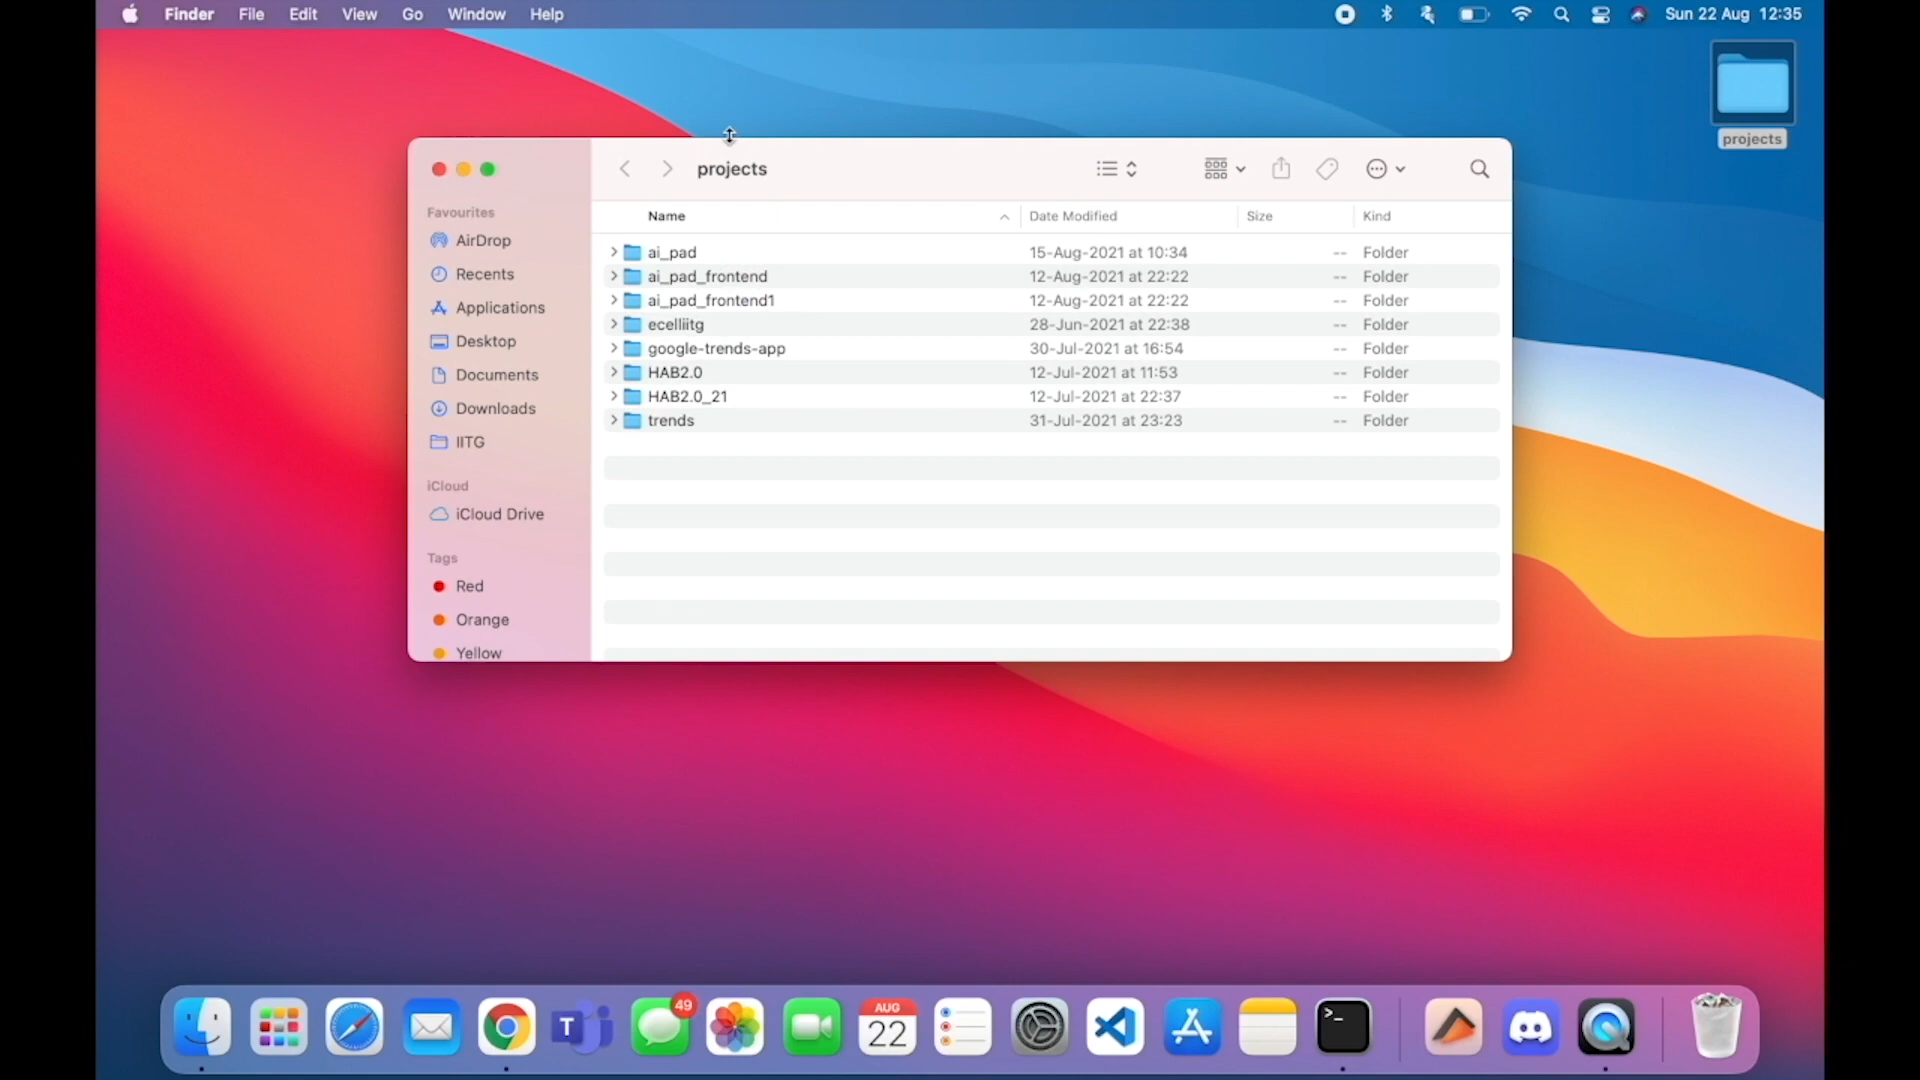 Finder File Edit View Go Window Help Sun 22 Aug 12:35
projects
projects
Favourites
AirDrop
Recents
Applications
Desktop
Documents
Downloads
IITG
iCloud
iCloud Drive
Tags
Red
Orange
Yellow
Name Date Modified Size Kind
ai_pad 15-Aug-2021 at 10:34 -- Folder
ai_pad_frontend 12-Aug-2021 at 22:22 -- Folder
ai_pad_frontend1 12-Aug-2021 at 22:22 -- Folder
ecelliitg 28-Jun-2021 at 22:38 -- Folder
google-trends-app 30-Jul-2021 at 16:54 -- Folder
HAB2.0 12-Jul-2021 at 11:53 -- Folder
HAB2.0_21 12-Jul-2021 at 22:37 -- Folder
trends 31-Jul-2021 at 23:23 -- Folder
T
49
AUG
22
>_